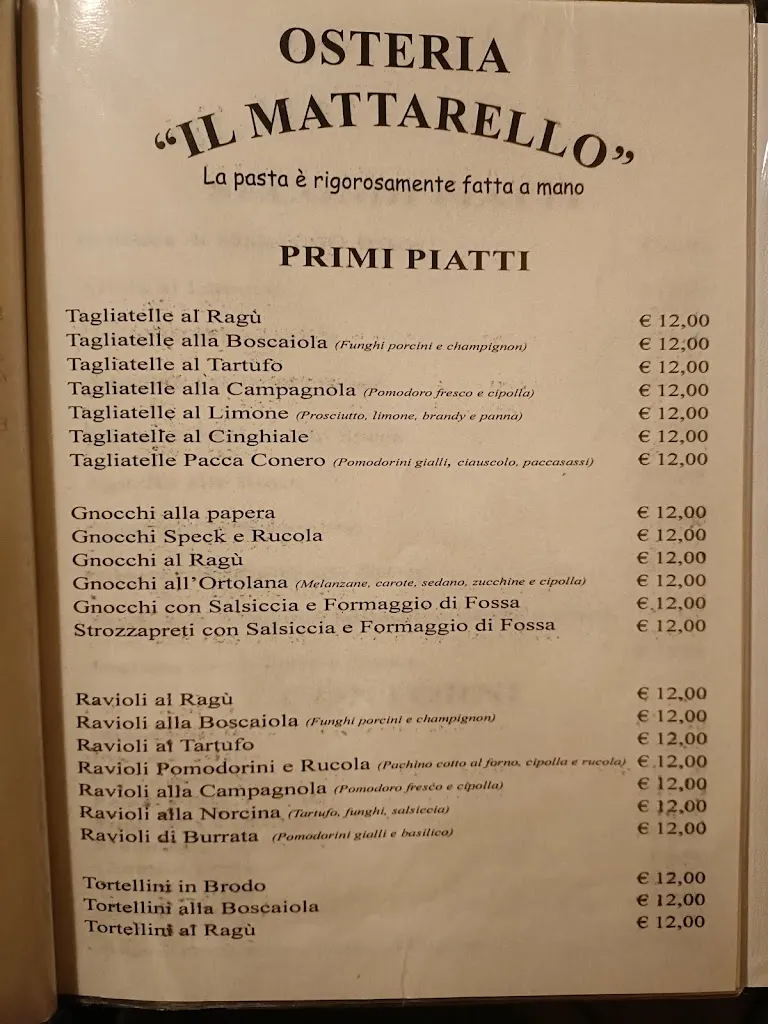 OSTERIA
"IL MATTARELLO"
La pasta è rigorosamente fatta a mano
PRIMI PIATTI
Tagliatelle al Ragù € 12,00
Tagliatelle alla Boscaiola (Funghi porcini e champignon) € 12,00
Tagliatelle al Tartufo € 12,00
Tagliatelle alla Campagnola (Pomodoro fresco e cipolla) € 12,00
Tagliatelle al Limone (Prosciutto, limone, brandy e panna) € 12,00
Tagliatelle al Cinghiale € 12,00
Tagliatelle Pacca Conero (Pomodorini gialli, ciauscolo, paccasassi) € 12,00
Gnocchi alla papera € 12,00
Gnocchi Speck e Rucola € 12,00
Gnocchi al Ragù € 12,00
Gnocchi all'Ortolana (Melanzane, carote, sedano, zucchine e cipolla) € 12,00
Gnocchi con Salsiccia e Formaggio di Fossa € 12,00
Strozzapreti con Salsiccia e Formaggio di Fossa € 12,00
Ravioli al Ragù € 12,00
Ravioli alla Boscaiola (Funghi porcini e champignon) € 12,00
Ravioli al Tartufo € 12,00
Ravioli Pomodorini e Rucola (Pachino cotto al forno, cipolla e rucola) € 12,00
Ravioli alla Campagnola (Pomodoro fresco e cipolla) € 12,00
Ravioli alla Norcina (Tartufo, funghi, salsiccia) € 12,00
Ravioli di Burrata (Pomodorini gialli e basilico) € 12,00
Tortellini in Brodo € 12,00
Tortellini alla Boscaiola € 12,00
Tortellini al Ragù € 12,00